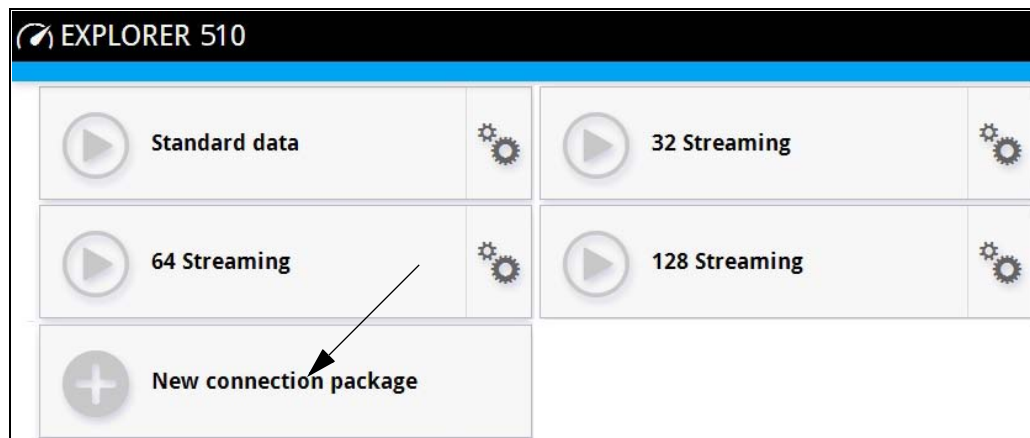 EXPLORER 510
Standard data
32 Streaming
64 Streaming
128 Streaming
New connection package